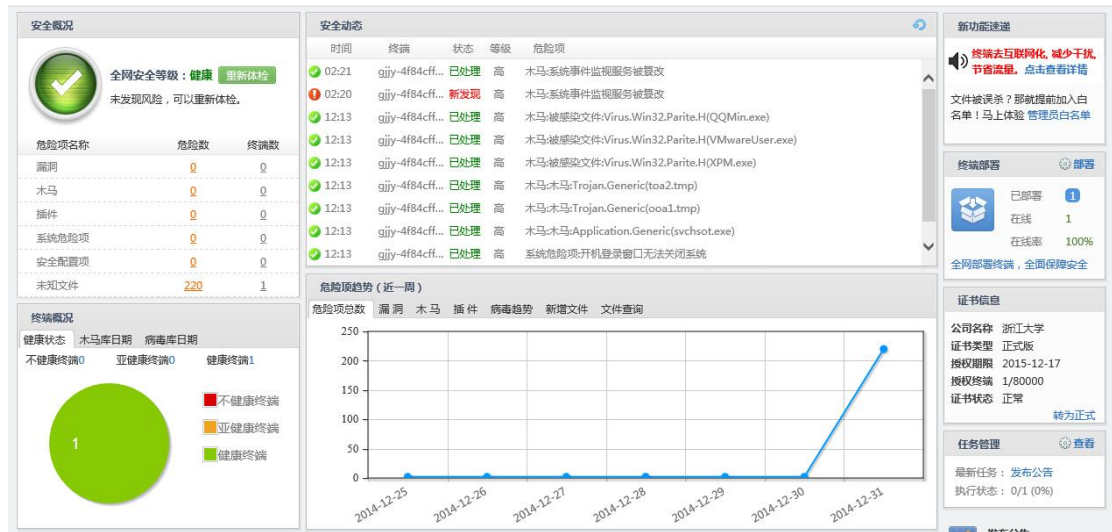 安全概况
全网安全等级：健康 重新体检
未发现风险，可以重新体检。
危险项名称 危险数 终端数
漏洞 0 0
木马 0 0
插件 0 0
系统危险项 0 0
安全配置项 0 0
未知文件 220 1
终端概况
健康状态 木马库日期 病毒库日期
不健康终端0 亚健康终端0 健康终端1
1
不健康终端
亚健康终端
健康终端
安全动态
时间 终端 状态 等级 危险项
02:21 gjjy-4f84cff... 已处理 高 木马:系统事件监视服务被篡改
02:20 gjjy-4f84cff... 新发现 高 木马:系统事件监视服务被篡改
12:13 gjjy-4f84cff... 已处理 高 木马:被感染文件:Virus.Win32.Parite.H(QQMin.exe)
12:13 gjjy-4f84cff... 已处理 高 木马:被感染文件:Virus.Win32.Parite.H(VMwareUser.exe)
12:13 gjjy-4f84cff... 已处理 高 木马:被感染文件:Virus.Win32.Parite.H(XPM.exe)
12:13 gjjy-4f84cff... 已处理 高 木马:木马:Trojan.Generic(toa2.tmp)
12:13 gjjy-4f84cff... 已处理 高 木马:木马:Trojan.Generic(ooa1.tmp)
12:13 gjjy-4f84cff... 已处理 高 木马:木马:Application.Generic(svchsot.exe)
12:13 gjjy-4f84cff... 已处理 高 系统危险项:开机登录窗口无法关闭系统
危险项趋势（近一周）
危险项总数 漏洞 木马 插件 病毒趋势 新增文件 文件查询
250
200
150
100
50
0
2014-12-25 2014-12-26 2014-12-27 2014-12-28 2014-12-29 2014-12-30 2014-12-31
新功能速递
终端去互联网化, 减少干扰,
节省流量。点击查看详情
文件被误杀？那就提前加入白
名单！马上体验 管理员白名单
终端部署 部署
已部署 1
在线 1
在线率 100%
全网部署终端，全面保障安全
证书信息
公司名称 浙江大学
证书类型 正式版
授权期限 2015-12-17
授权终端 1/80000
证书状态 正常
转为正式
任务管理 查看
最新任务： 发布公告
执行状态： 0/1 (0%)